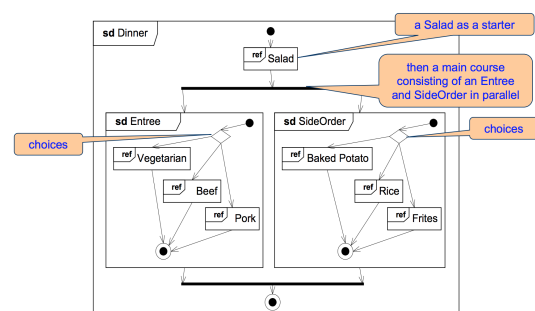 sd Dinner
a Salad as a starter
ref Salad
then a main course
consisting of an Entree
and SideOrder in parallel
sd Entree
sd SideOrder
choices
choices
ref Vegetarian
ref Baked Potato
ref Beef
ref Rice
ref Pork
ref Frites